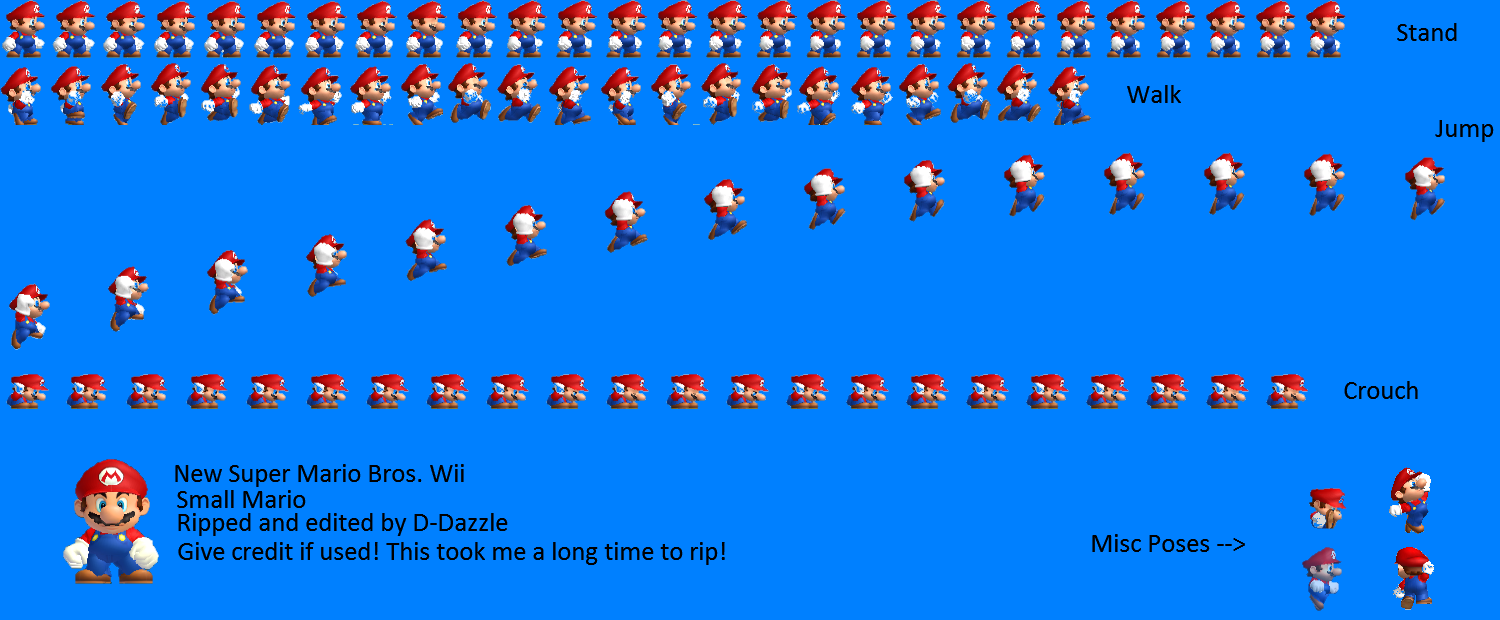 Stand
Walk
Jump
Crouch
New Super Mario Bros. Wii
Small Mario
Ripped and edited by D-Dazzle
Give credit if used! This took me a long time to rip!
Misc Poses -->